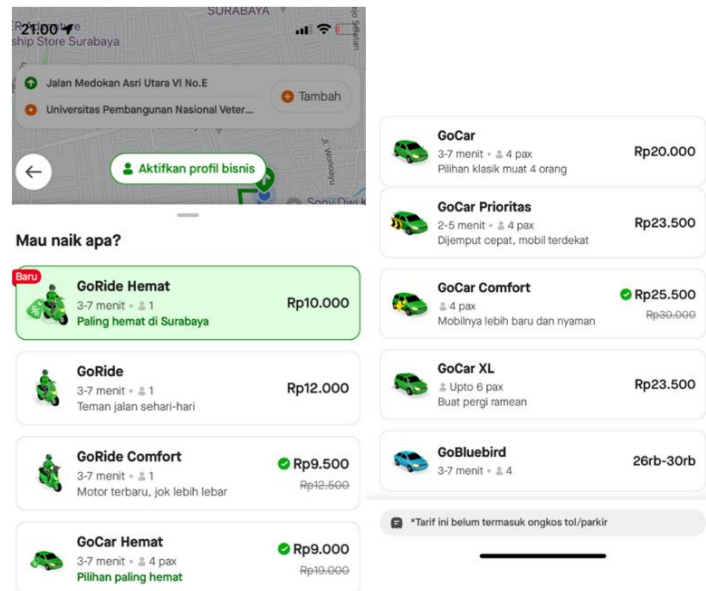 SURABAYA
21.00
ship Store Surabaya
Jalan Medokan Asri Utara VI No.E
Universitas Pembangunan Nasional Veter...
Tambah
Jl. Wonoayu
Aktifkan profil bisnis
Mau naik apa?
Baru
GoRide Hemat
3-7 menit • 1
Paling hemat di Surabaya
Rp10.000
GoRide
3-7 menit • 1
Teman jalan sehari-hari
Rp12.000
GoRide Comfort
3-7 menit • 1
Motor terbaru, jok lebih lebar
Rp9.500
Rp12.500
GoCar Hemat
3-7 menit • 4 pax
Pilihan paling hemat
Rp9.000
Rp19.000
GoCar
3-7 menit • 4 pax
Pilihan klasik muat 4 orang
Rp20.000
GoCar Prioritas
2-5 menit • 4 pax
Dijemput cepat, mobil terdekat
Rp23.500
GoCar Comfort
4 pax
Mobilnya lebih baru dan nyaman
Rp25.500
Rp30.000
GoCar XL
Upto 6 pax
Buat pergi ramean
Rp23.500
GoBluebird
3-7 menit • 4
26rb-30rb
*Tarif ini belum termasuk ongkos tol/parkir